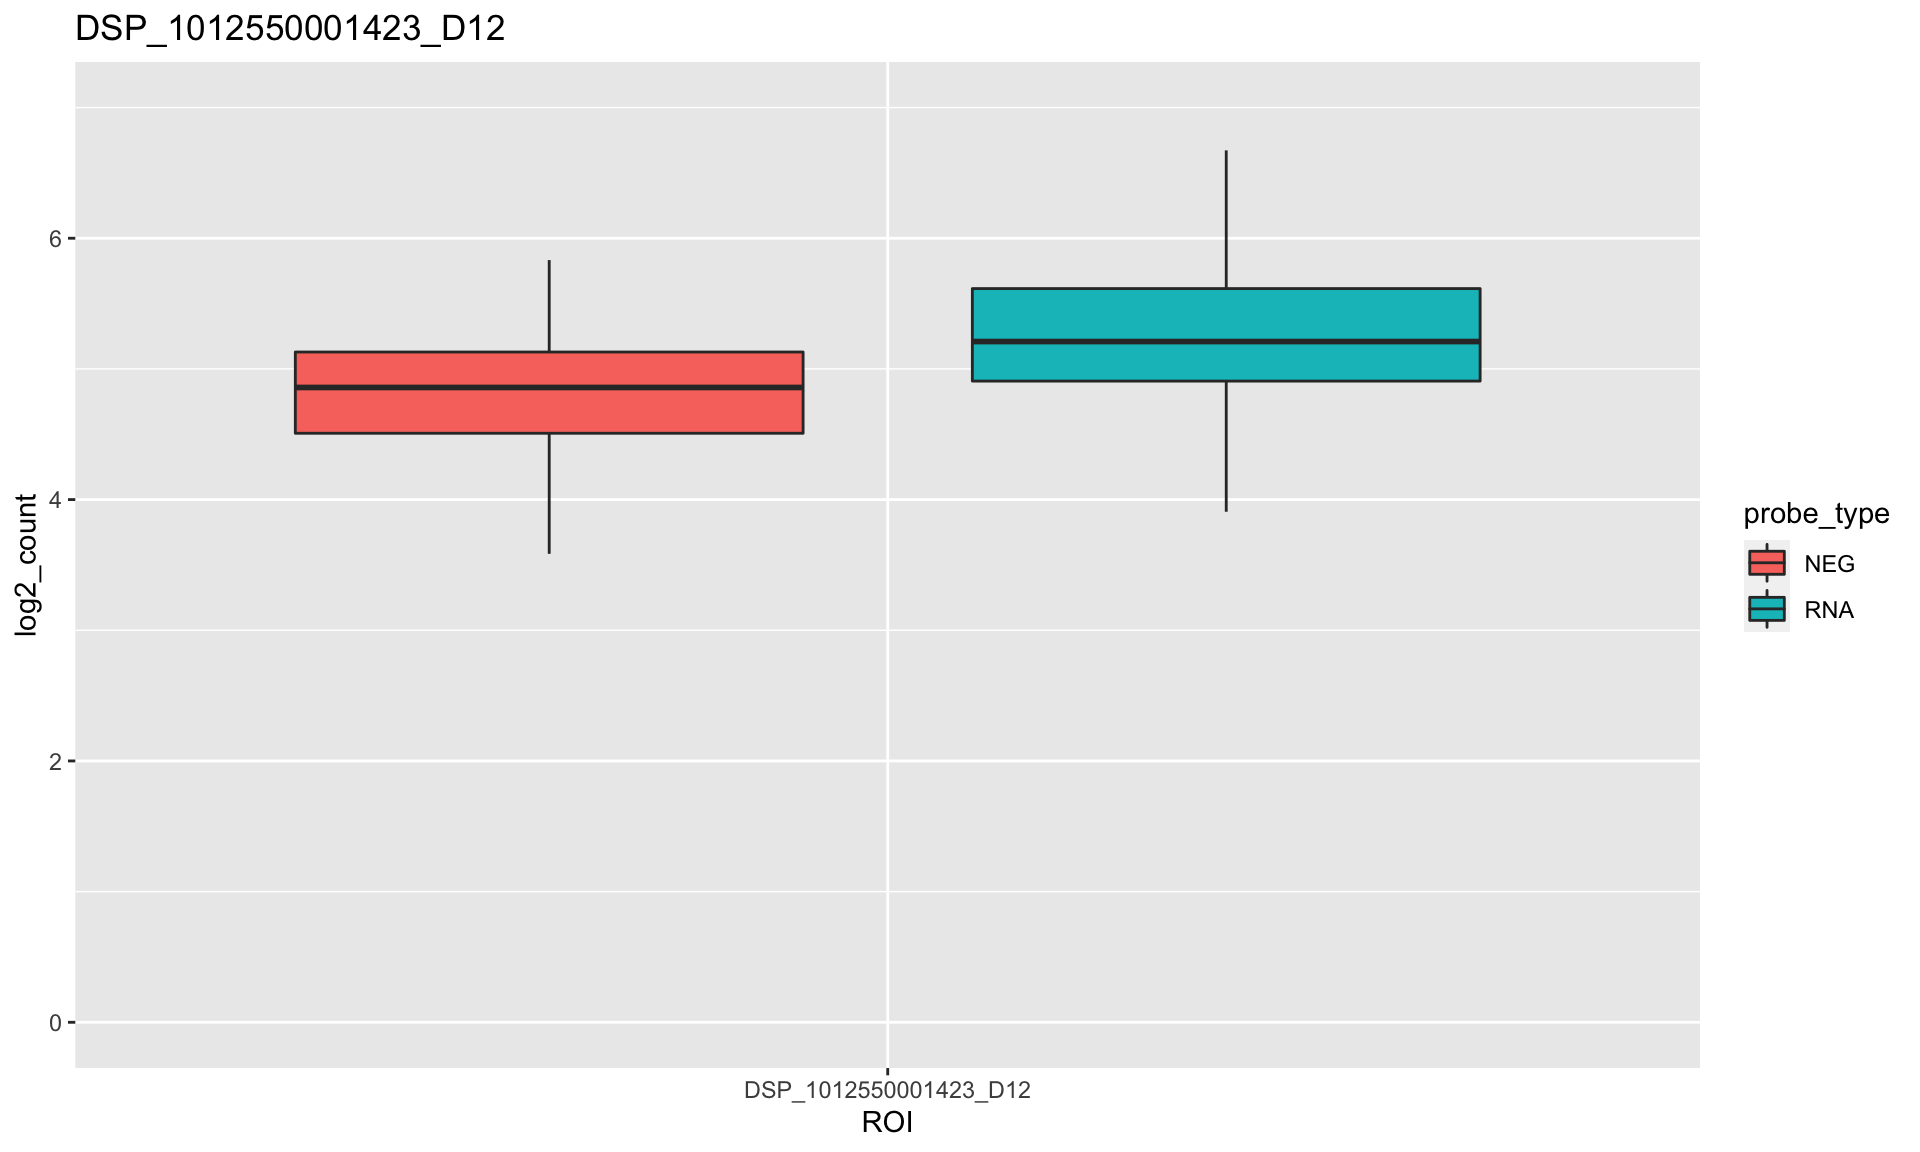 DSP_1012550001423_D12
log2_count
6
4
2
0
DSP_1012550001423_D12
ROI
probe_type
NEG
RNA